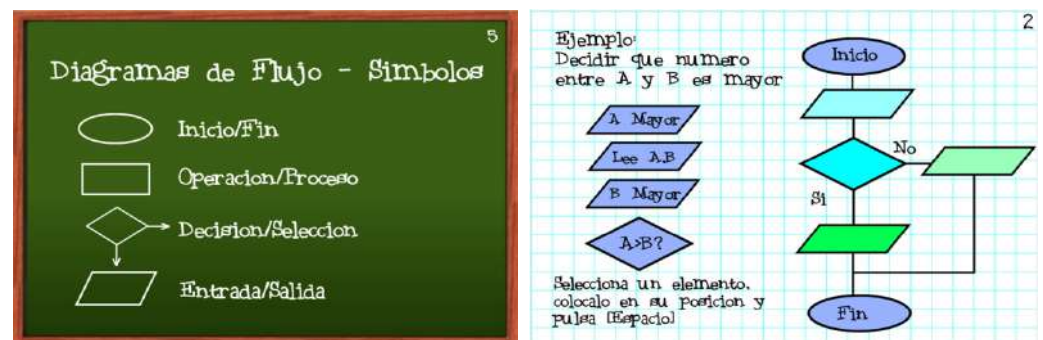 5
Diagramas de Flujo - Simbolos
Inicio/Fin
Operacion/Proceso
Decision/Seleccion
Entrada/Salida
2
Ejemplo:
Decidir que numero
entre A y B es mayor
A Mayor
Lee A,B
B Mayor
A>B?
Selecciona un elemento,
colocalo en su posicion y
pulsa [Espacio]
Inicio
No
Si
Fin